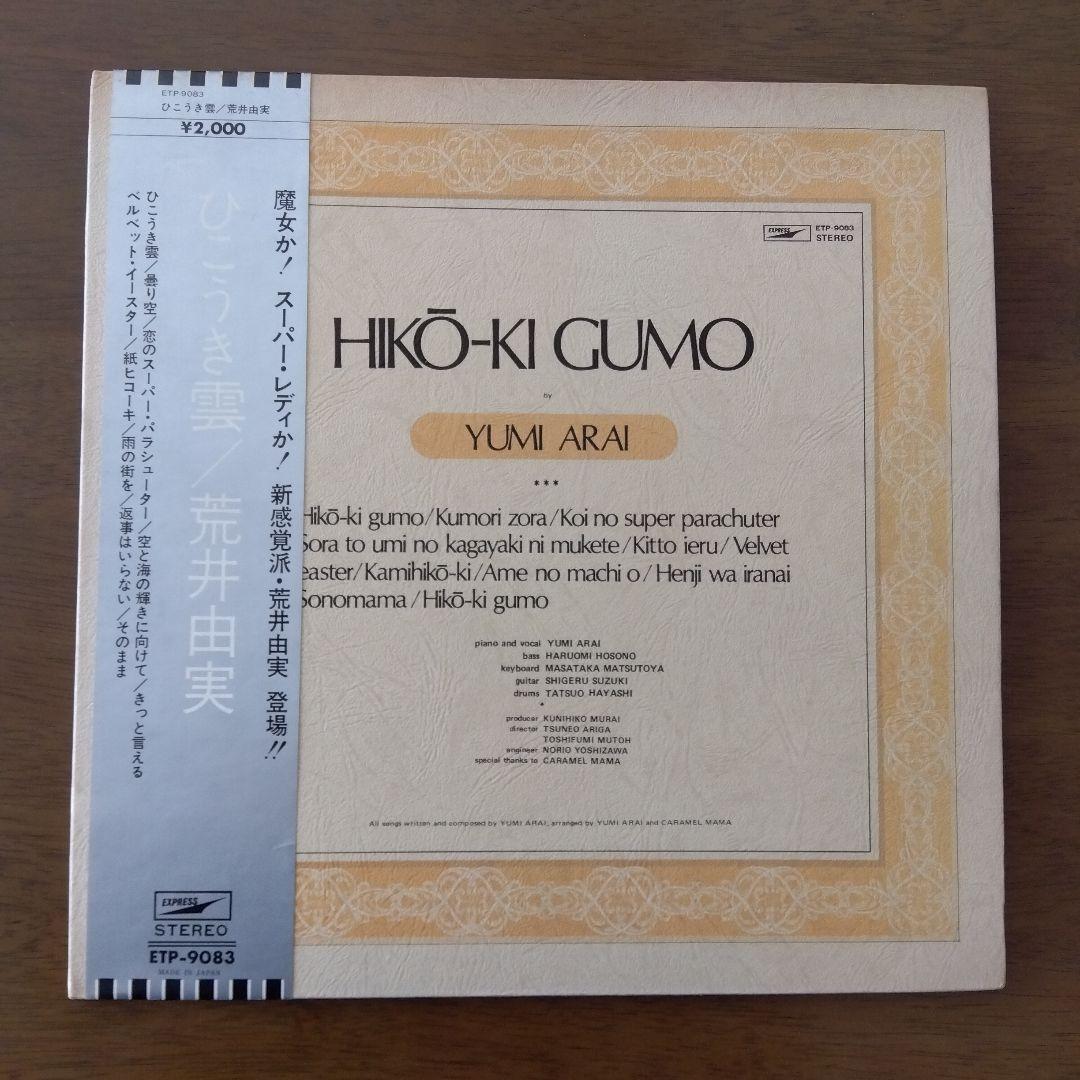 ETP-9083
ひこうき雲/荒井由実
¥2,000
魔女か! スーパー・レディか! 新感覚派・荒井由実 登場!!
ひこうき雲/荒井由実
ひこうき雲/曇り空/恋のスーパー・パラシューター/空と海の輝きに向けて/きっと言える
ベルベット・イースター/紙ヒコーキ/雨の街を/返事はいらない/そのまま
EXPRESS
STEREO
ETP-9083
MADE IN JAPAN
EXPRESS
ETP-9083
STEREO
HIKŌ-KI GUMO
by
YUMI ARAI
***
Hikō-ki gumo/Kumori zora/Koi no super parachuter
Sora to umi no kagayaki ni mukete/Kitto ieru/Velvet
easter/Kamihikō-ki/Ame no machi o/Henji wa iranai
Sonomama/Hikō-ki gumo
piano and vocal YUMI ARAI
bass HARUOMI HOSONO
keyboard MASATAKA MATSUTOYA
guitar SHIGERU SUZUKI
drums TATSUO HAYASHI
*
producer KUNIHIKO MURAI
director TSUNEO ARIGA
TOSHIFUMI MUTOH
engineer NORIO YOSHIZAWA
special thanks to CARAMEL MAMA
All songs written and composed by YUMI ARAI, arranged by YUMI ARAI and CARAMEL MAMA